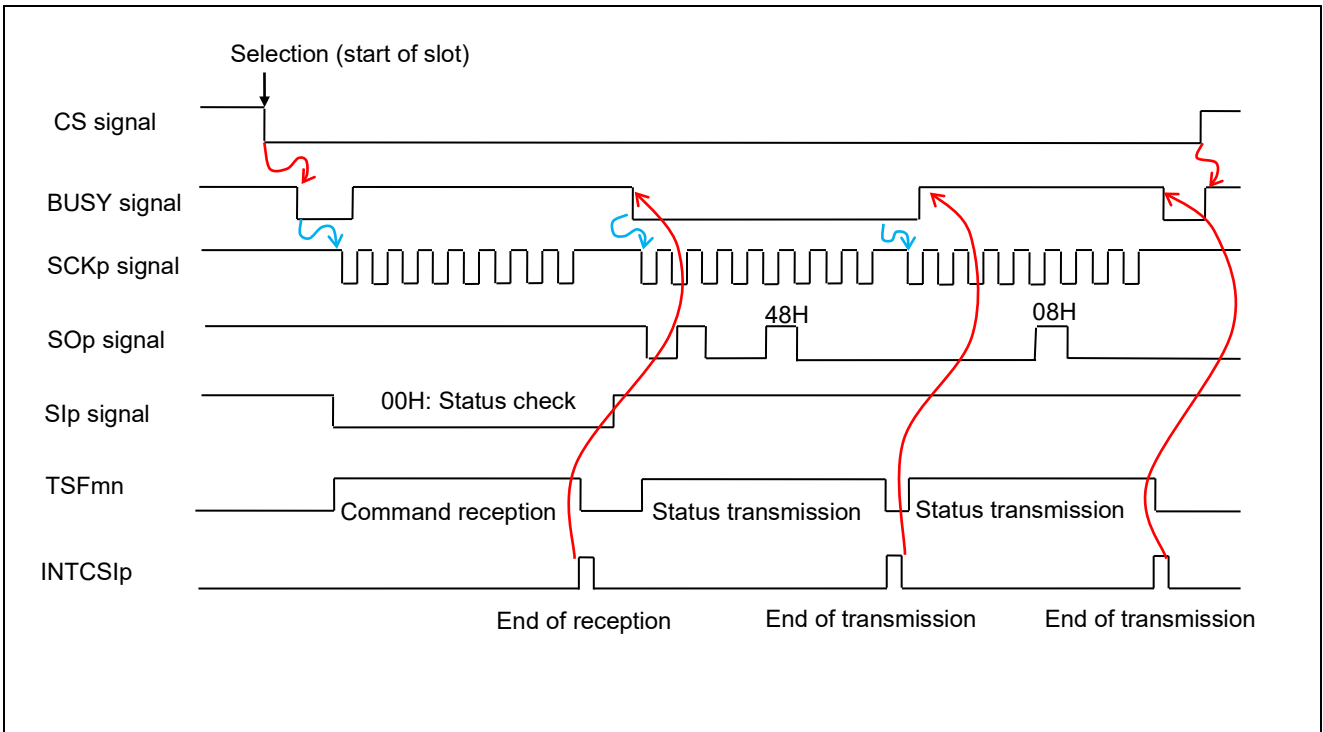 Selection (start of slot)
CS signal
BUSY signal
SCKp signal
SOp signal
48H
08H
SIp signal
00H: Status check
TSFmn
Command reception
Status transmission
Status transmission
INTCSIp
End of reception
End of transmission
End of transmission